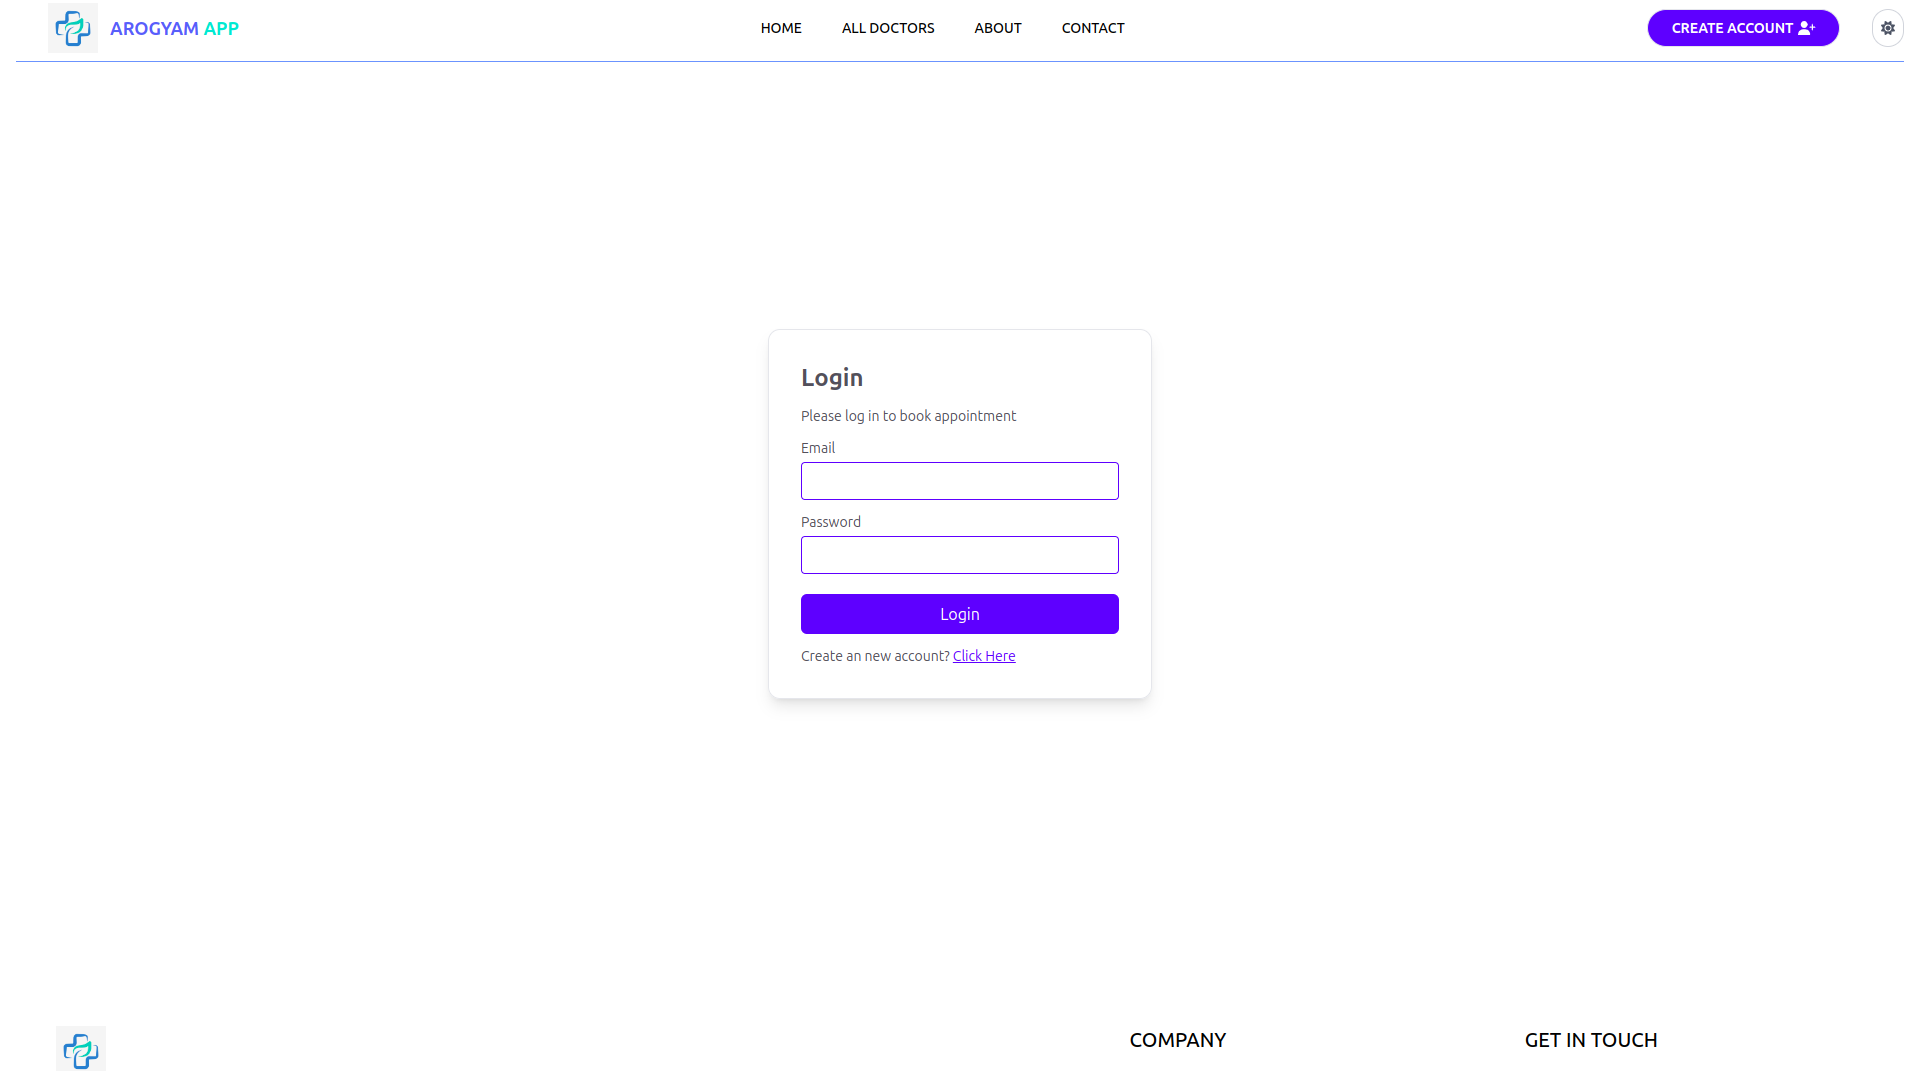 AROGYAM APP
HOME
ALL DOCTORS
ABOUT
CONTACT
CREATE ACCOUNT
Login
Please log in to book appointment
Email
Password
Login
Create an new account? Click Here
COMPANY
GET IN TOUCH